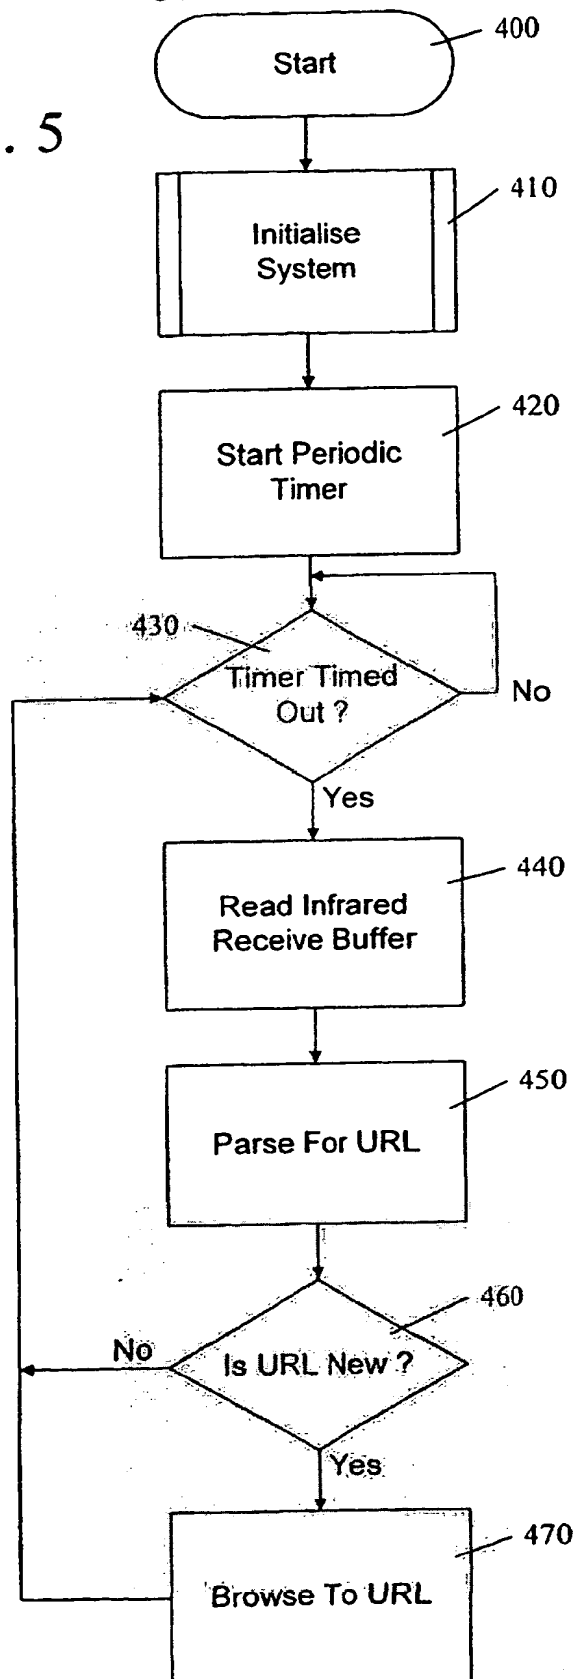 400
Start
. 5
410
Initialise
System
420
Start Periodic
Timer
430
Timer Timed
Out ?
No
Yes
440
Read Infrared
Receive Buffer
450
Parse For URL
460
No
Is URL New ?
Yes
470
Browse To URL